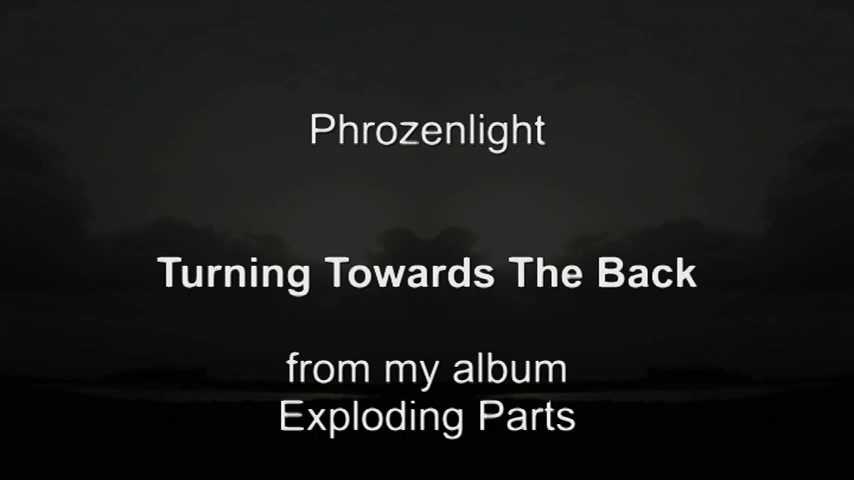 Phrozenlight
Turning Towards The Back
from my album
Exploding Parts